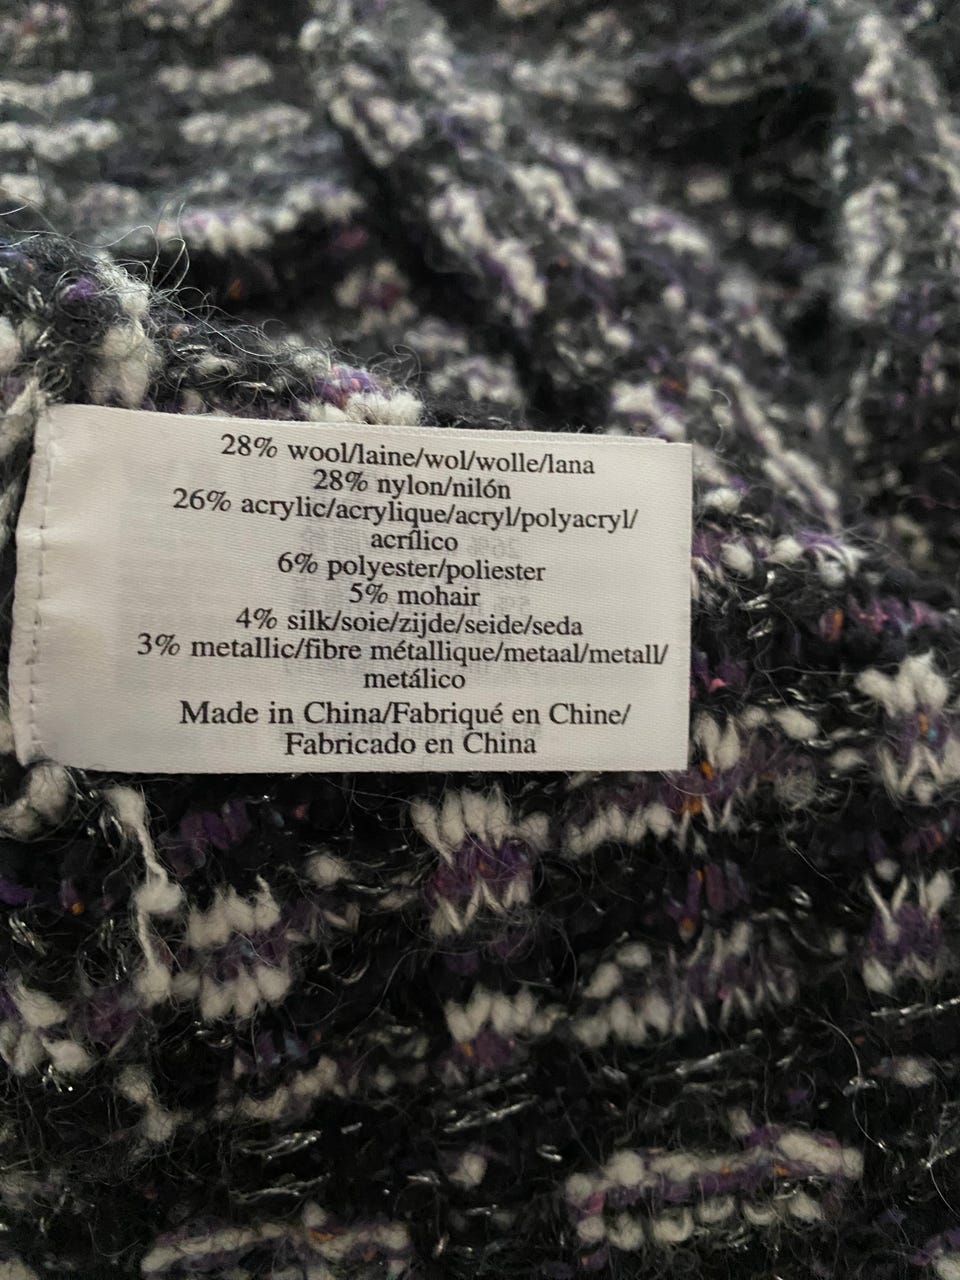 28% wool/laine/wol/wolle/lana
28% nylon/nilón
26% acrylic/acrylique/acryl/polyacryl/
acrílico
6% polyester/poliester
5% mohair
4% silk/soie/zijde/seide/seda
3% metallic/fibre métallique/metaal/metall/
metálico
Made in China/Fabriqué en Chine/
Fabricado en China